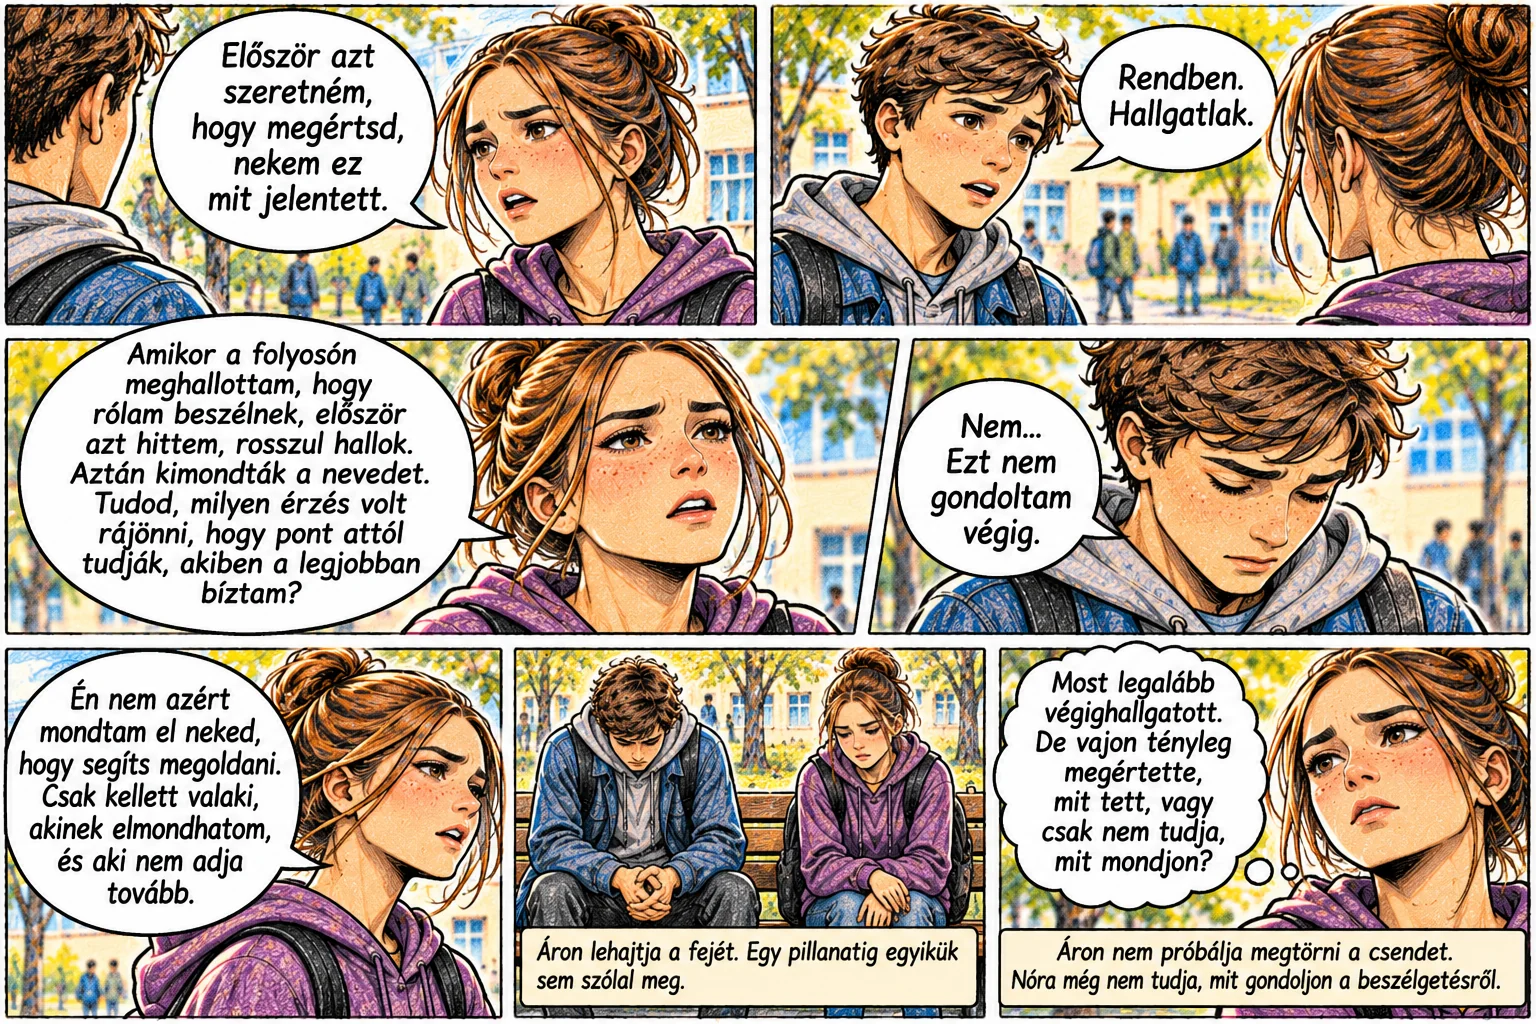 Először azt
szeretném,
hogy megértsd,
nekem ez
mit jelentett.
Rendben.
Hallgatlak.
Amikor a folyosón
meghallottam, hogy
rólam beszélnek, először
azt hittem, rosszul hallok.
Aztán kimondták a nevedet.
Tudod, milyen érzés volt
rájönni, hogy pont attól
tudják, akiben a legjobban
bíztam?
Nem...
Ezt nem
gondoltam
végig.
Én nem azért
mondtam el neked,
hogy segíts megoldani.
Csak kellett valaki,
akinek elmondhatom,
és aki nem adja
tovább.
Áron lehajtja a fejét. Egy pillanatig egyikük
sem szólal meg.
Most legalább
végighallgatott.
De vajon tényleg
megértette,
mit tett, vagy
csak nem tudja,
mit mondjon?
Áron nem próbálja megtörni a csendet.
Nóra még nem tudja, mit gondoljon a beszélgetésről.